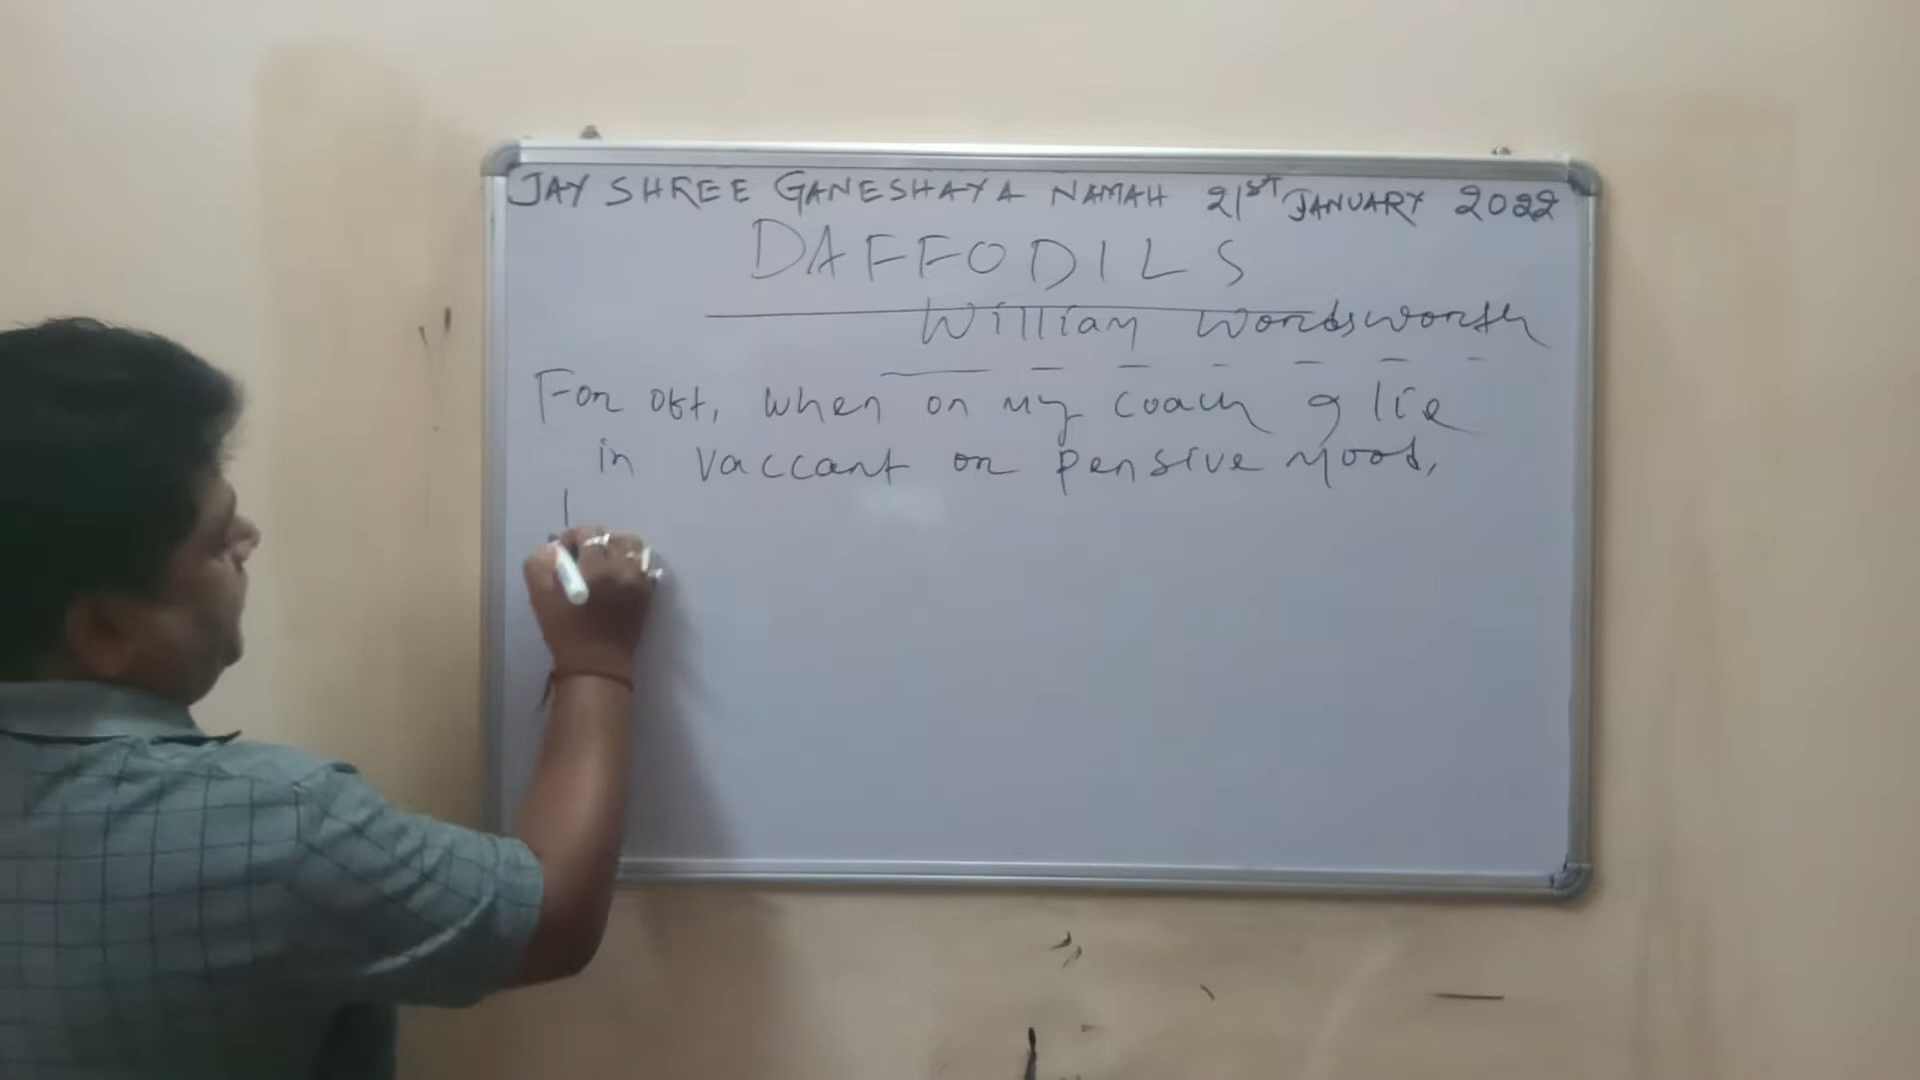 JAY SHREE GANESHAYA NAMAH 21ST JANUARY 2022
DAFFODILS
William Wordsworth
For oft, when on my coach I lie
in vaccant or pensive mood,